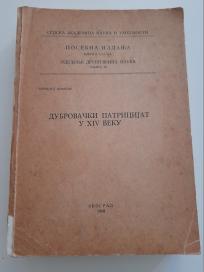 СРПСКА АКАДЕМИЈА НАУКА И УМЕТНОСТИ
ПОСЕБНА ИЗДАЊА
ОДЕЉЕЊЕ ДРУШТВЕНИХ НАУКА
ДУБРОВАЧКИ ПАТРИЦИЈАТ
У XIV ВЕКУ
БЕОГРАД